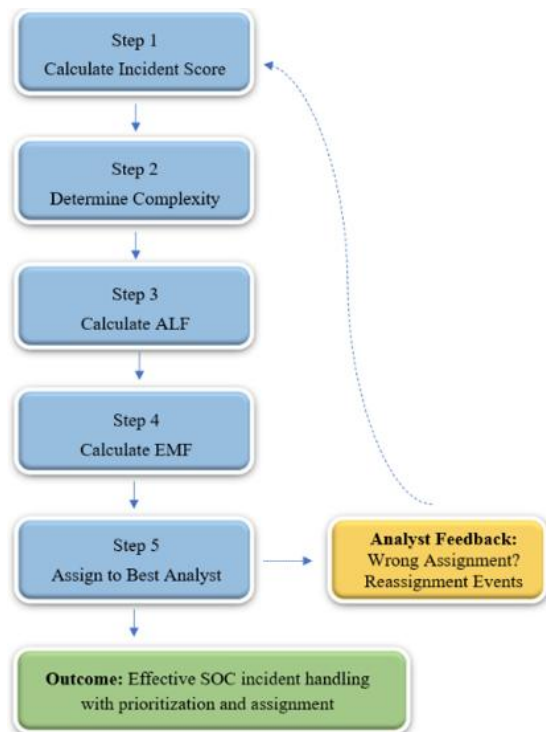 Step 1
Calculate Incident Score
Step 2
Determine Complexity
Step 3
Calculate ALF
Step 4
Calculate EMF
Step 5
Assign to Best Analyst
Analyst Feedback:
Wrong Assignment?
Reassignment Events
Outcome: Effective SOC incident handling
with prioritization and assignment